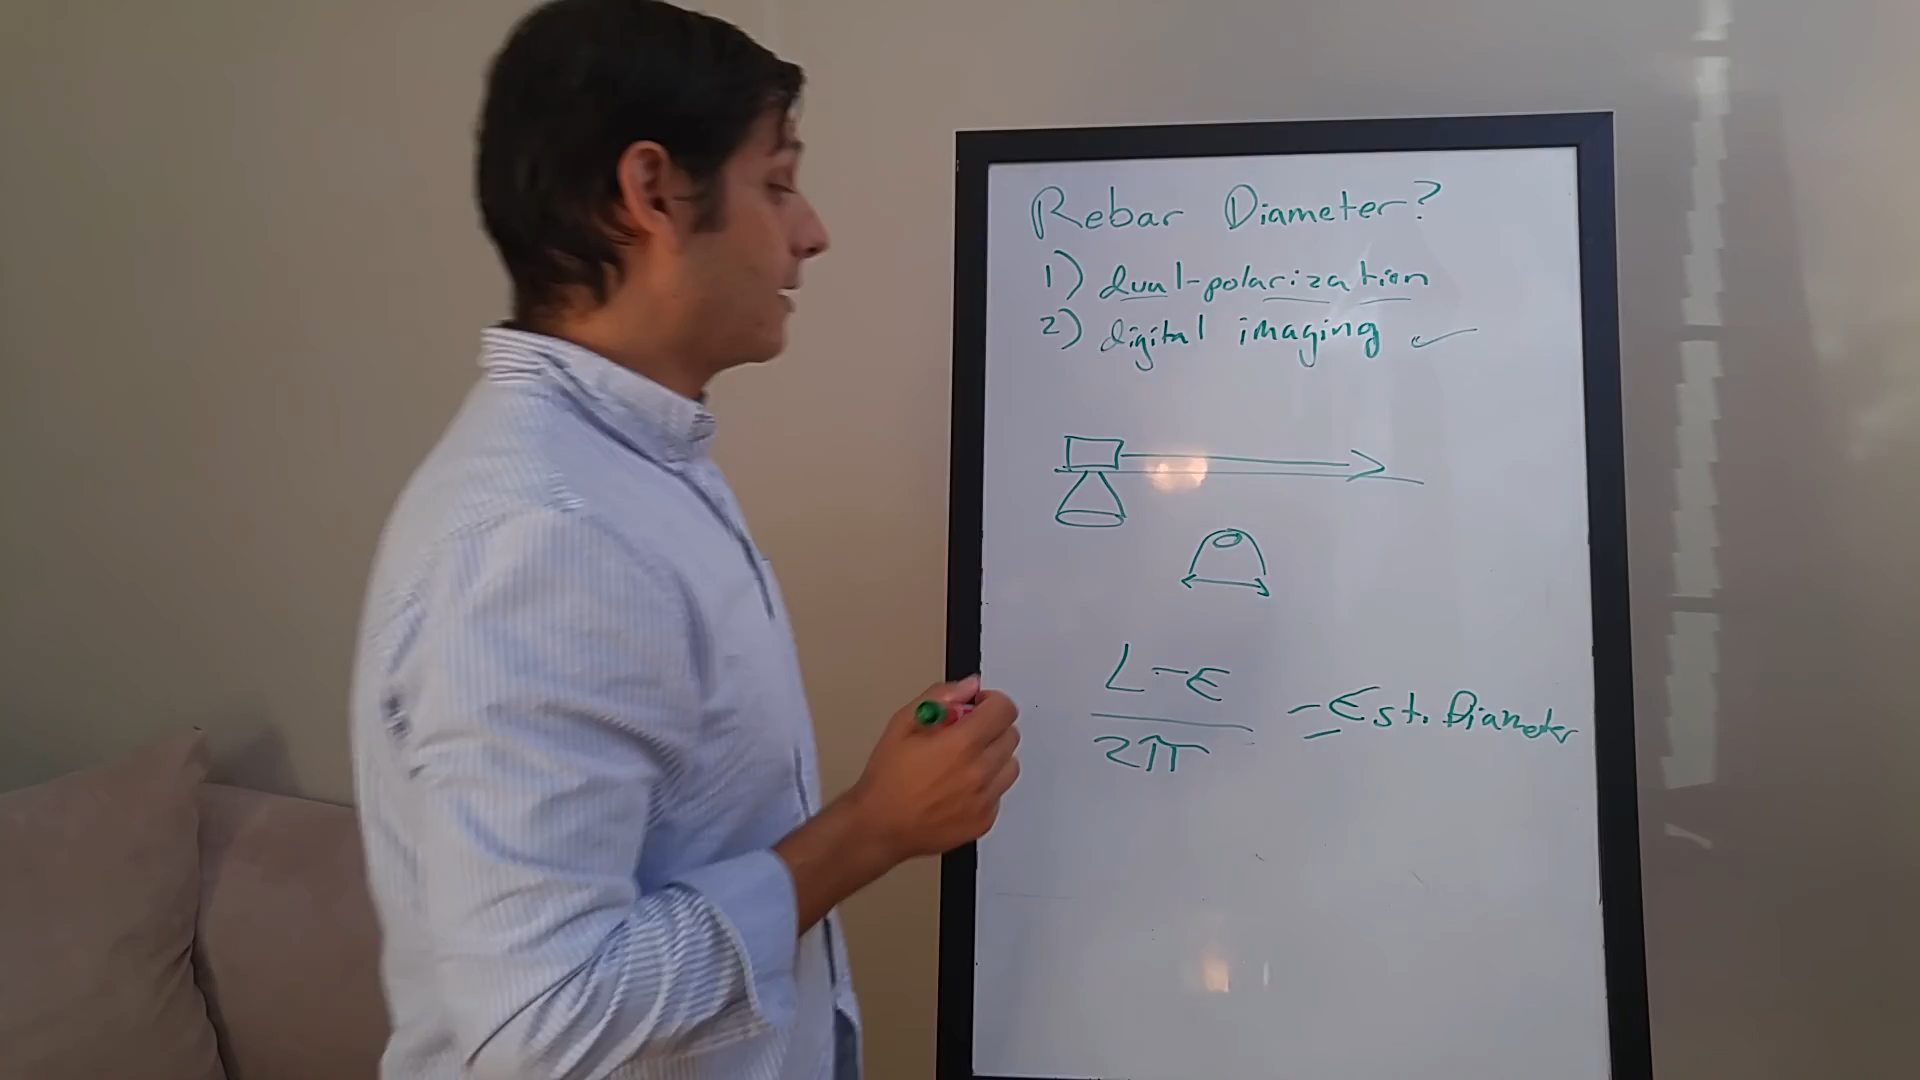 Rebar Diameter?
1) dual-polarization
2) digital imaging ✓
L-ε
2π
= Est. Diameter